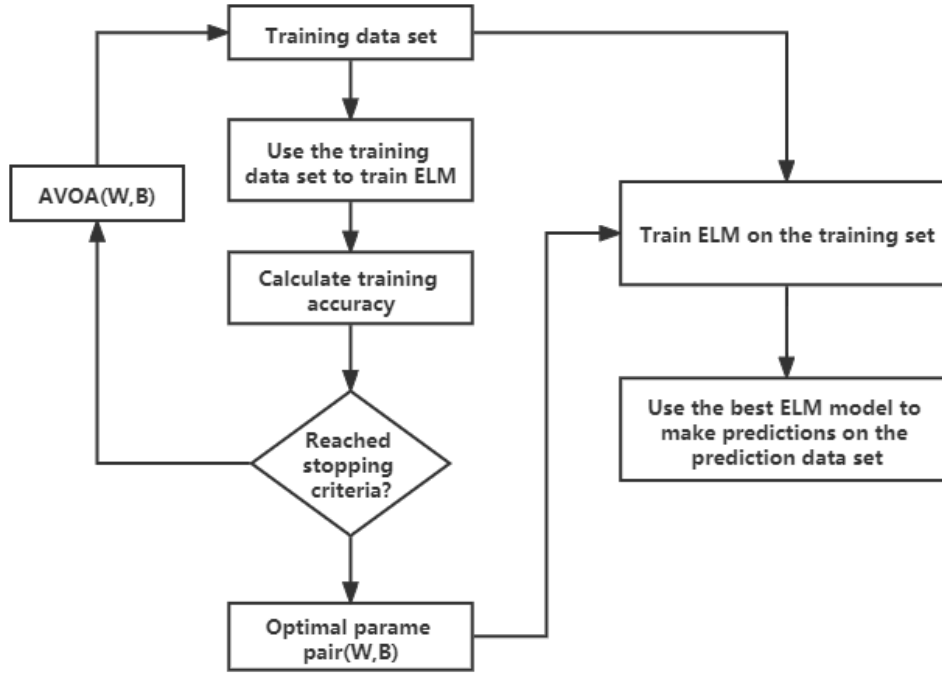 Training data set
Use the training
data set to train ELM
AVOA(W,B)
Train ELM on the training set
Calculate training
accuracy
Use the best ELM model to
make predictions on the
prediction data set
Reached
stopping
criteria?
Optimal parame
pair(W,B)